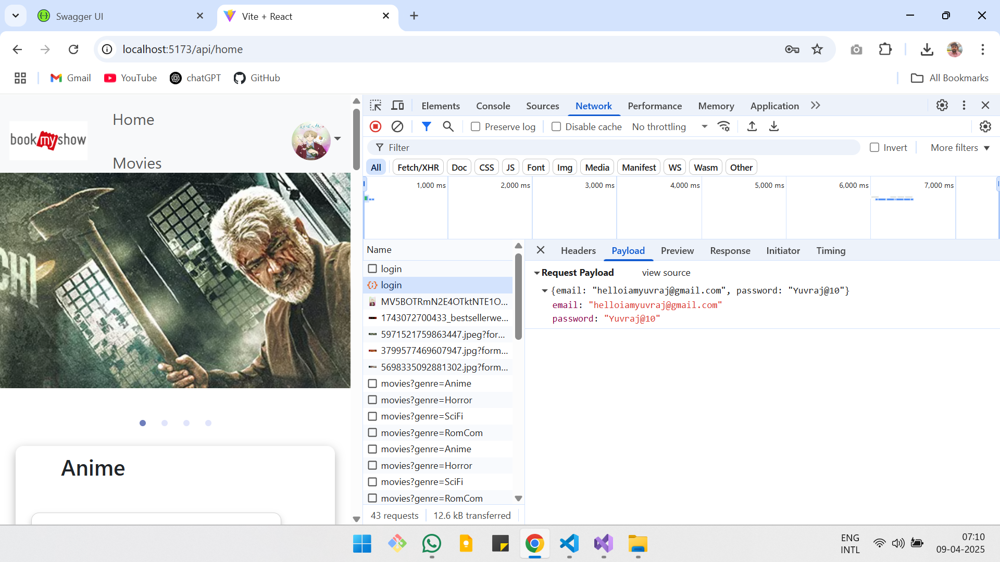 Swagger UI
Vite + React
localhost:5173/api/home
Gmail
YouTube
chatGPT
GitHub
All Bookmarks
bookmyshow
Home
Movies
CHI
Anime
Elements Console Sources Network Performance Memory Application
Preserve log Disable cache No throttling
Filter Invert More filters
All Fetch/XHR Doc CSS JS Font Img Media Manifest WS Wasm Other
1,000 ms 2,000 ms 3,000 ms 4,000 ms 5,000 ms 6,000 ms 7,000 ms
Name
login
login
MV5BOTRmN2E4OTktNTE1O...
1743072700433_bestsellerwe...
5971521759863447.jpeg?for...
3799577469607947.jpg?form...
5698335092881302.jpg?form...
movies?genre=Anime
movies?genre=Horror
movies?genre=SciFi
movies?genre=RomCom
movies?genre=Anime
movies?genre=Horror
movies?genre=SciFi
movies?genre=RomCom
43 requests 12.6 kB transferred
Headers Payload Preview Response Initiator Timing
Request Payload view source
{email: "helloiamyuvraj@gmail.com", password: "Yuvraj@10"}
email: "helloiamyuvraj@gmail.com"
password: "Yuvraj@10"
ENG
INTL
07:10
09-04-2025